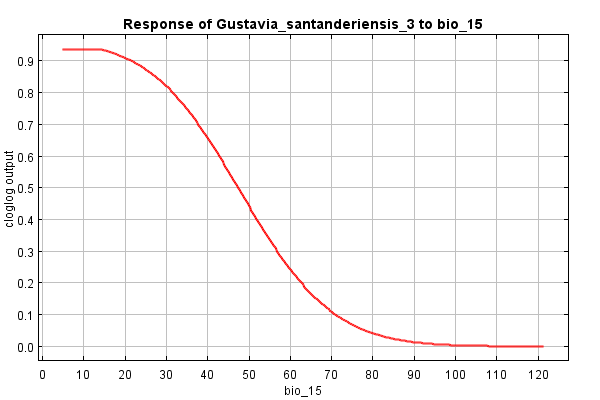 Response of Gustavia_santanderiensis_3 to bio_15
0.9
0.8
0.7
0.6
0.5
0.4
0.3
0.2
0.1
0.0
cloglog output
0 10 20 30 40 50 60 70 80 90 100 110 120
bio_15